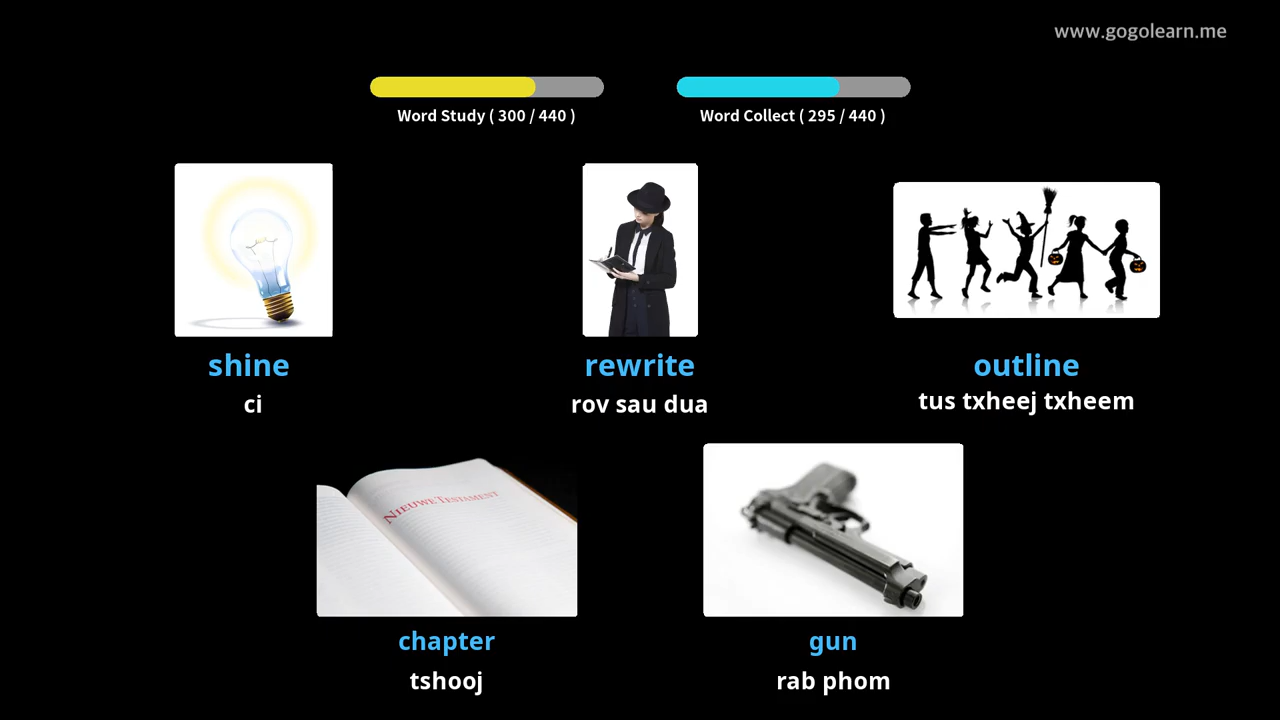 www.gogolearn.me
Word Study ( 300 / 440 )
Word Collect ( 295 / 440 )
shine
ci
rewrite
rov sau dua
outline
tus txheej txheem
NIEUWE TESTAMENT
chapter
tshooj
gun
rab phom